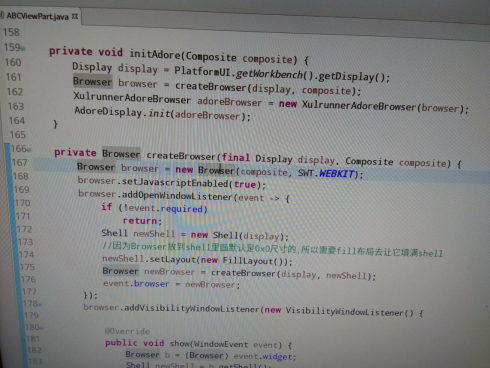 ABCViewPart.java
158
159 private void initAdore(Composite composite) {
160 Display display = PlatformUI.getWorkbench().getDisplay();
161 Browser browser = createBrowser(display, composite);
162 XulrunnerAdoreBrowser adoreBrowser = new XulrunnerAdoreBrowser(browser);
163 AdoreDisplay.init(adoreBrowser);
164 }
165
166 private Browser createBrowser(final Display display, Composite composite) {
167 Browser browser = new Browser(composite, SWT.WEBKIT);
168 browser.setJavascriptEnabled(true);
169 browser.addOpenWindowListener(event -> {
170 if (!event.required)
171 return;
172 Shell newShell = new Shell(display);
173 //因为Browser放到shell里面默认是0x0尺寸的,所以需要fill布局去让它填满shell
174 newShell.setLayout(new FillLayout());
175 Browser newBrowser = createBrowser(display, newShell);
176 event.browser = newBrowser;
177 });
178 browser.addVisibilityWindowListener(new VisibilityWindowListener() {
179
180 @Override
181 public void show(WindowEvent event) {
182 Browser b = (Browser) event.widget;
183 Shell newShell = b.getShell();